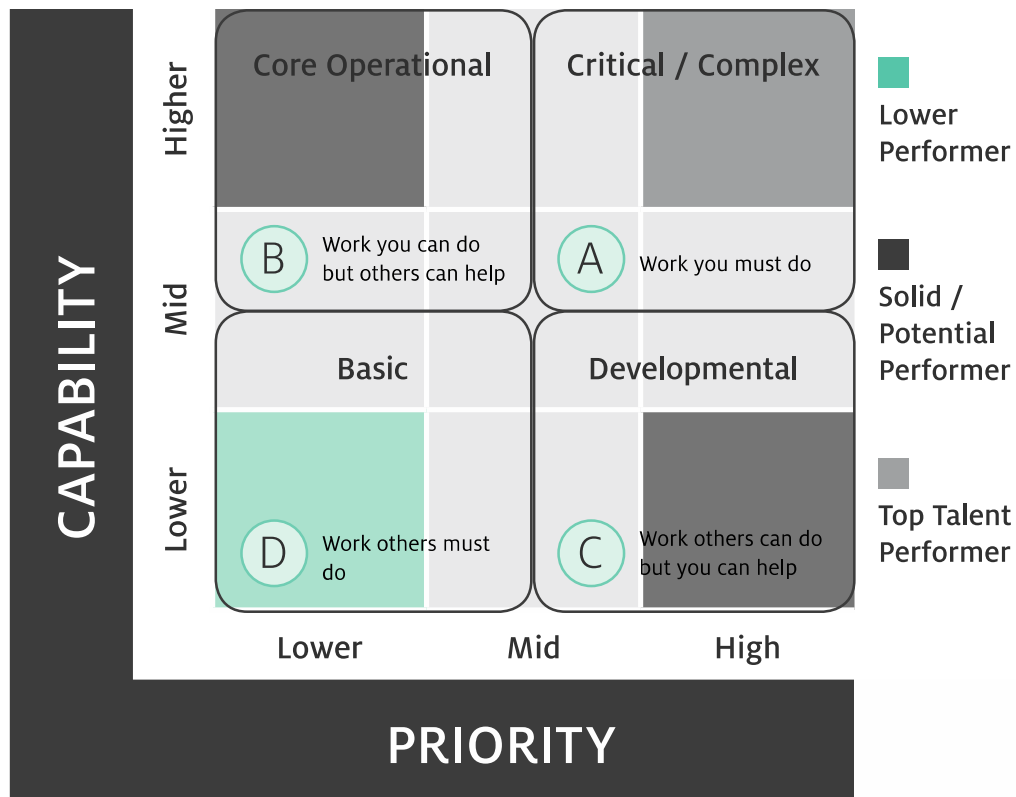 CAPABILITY
Higher
Mid
Lower
Core Operational
Critical / Complex
B
Work you can do
but others can help
A
Work you must do
Basic
Developmental
D
Work others must
do
C
Work others can do
but you can help
Lower
Mid
High
PRIORITY
Lower
Performer
Solid /
Potential
Performer
Top Talent
Performer